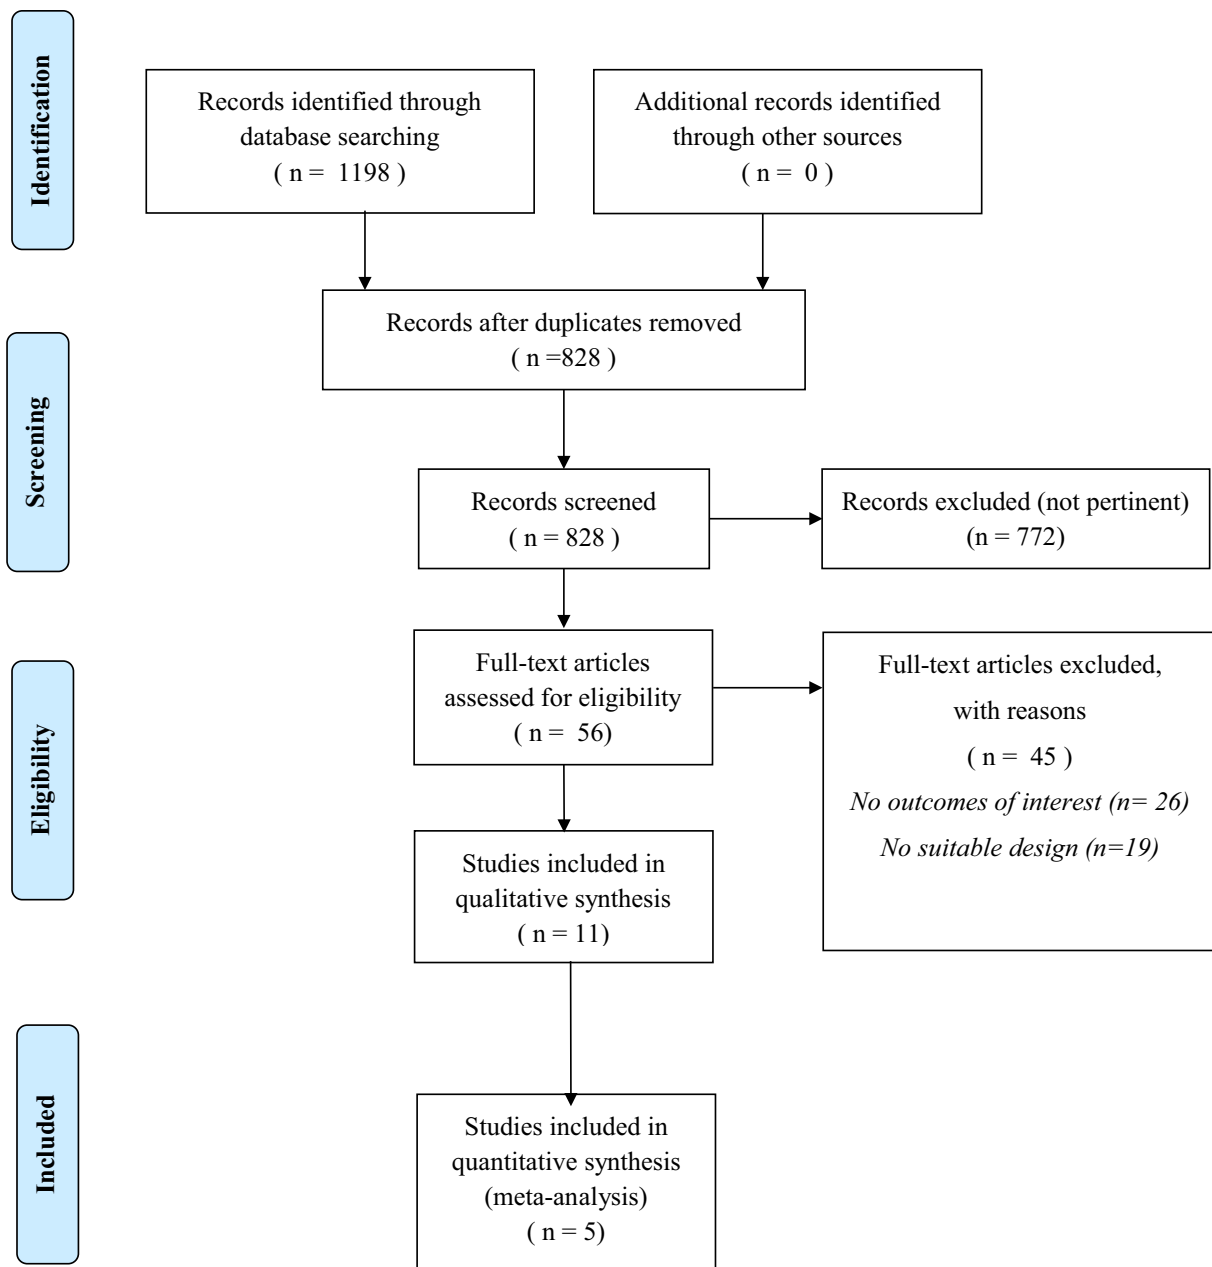 Identification
Records identified through
database searching
( n =  1198 )
Additional records identified
through other sources
( n =  0 )
Records after duplicates removed
( n =828 )
Screening
Records screened
( n = 828 )
Records excluded (not pertinent)
(n = 772)
Eligibility
Full-text articles
assessed for eligibility
( n =  56)
Full-text articles excluded,
with reasons
( n =  45 )
No outcomes of interest (n= 26)
No suitable design (n=19)
Studies included in
qualitative synthesis
( n = 11)
Included
Studies included in
quantitative synthesis
(meta-analysis)
( n = 5)